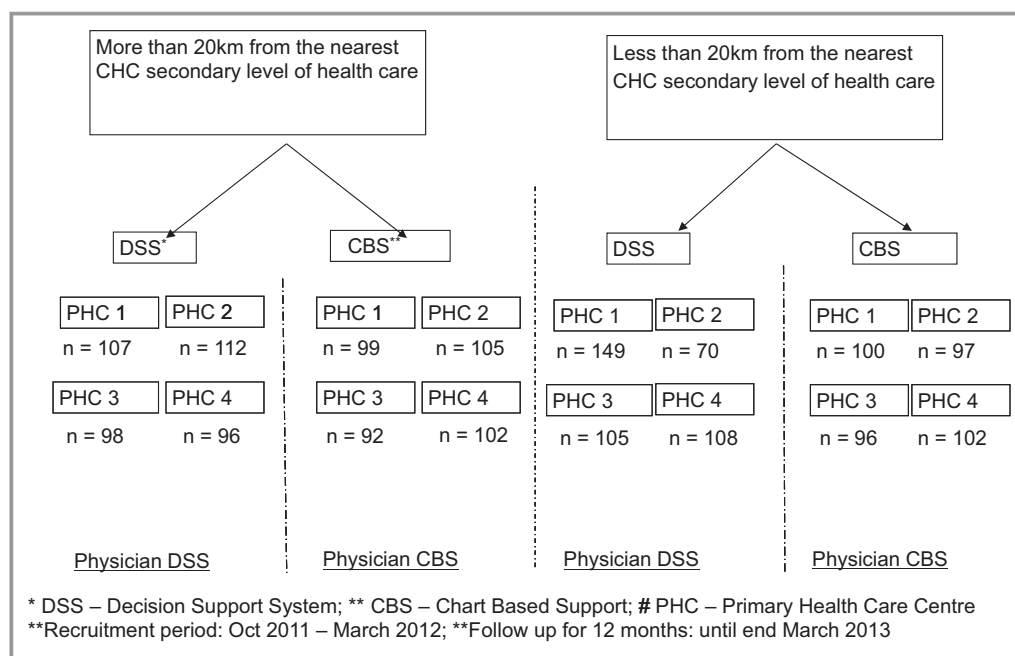 More than 20km from the nearest
CHC secondary level of health care
Less than 20km from the nearest
CHC secondary level of health care
DSS*
CBS**
DSS
CBS
PHC 1
PHC 2
PHC 1
PHC 2
PHC 1
PHC 2
PHC 1
PHC 2
n = 107
n = 112
n = 99
n = 105
n = 149
n = 70
n = 100
n = 97
PHC 3
PHC 4
PHC 3
PHC 4
PHC 3
PHC 4
PHC 3
PHC 4
n = 98
n = 96
n = 92
n = 102
n = 105
n = 108
n = 96
n = 102
Physician DSS
Physician CBS
Physician DSS
Physician CBS
* DSS – Decision Support System; ** CBS – Chart Based Support; # PHC – Primary Health Care Centre
**Recruitment period: Oct 2011 – March 2012; **Follow up for 12 months: until end March 2013